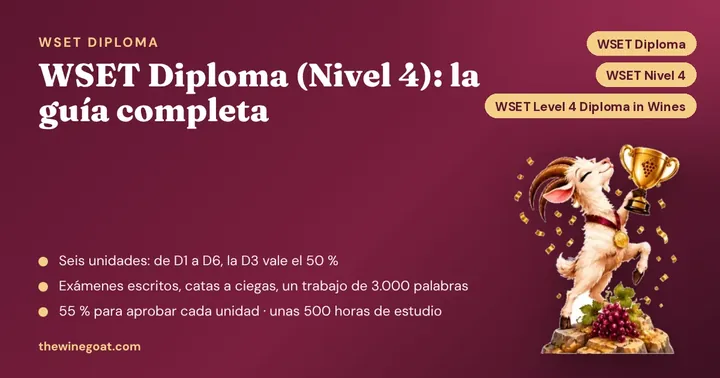 WSET DIPLOMA
WSET Diploma (Nivel 4): la
guía completa
WSET Diploma
WSET Nivel 4
WSET Level 4 Diploma in Wines
Seis unidades: de D1 a D6, la D3 vale el 50 %
Exámenes escritos, catas a ciegas, un trabajo de 3.000 palabras
55 % para aprobar cada unidad · unas 500 horas de estudio
thewinegoat.com